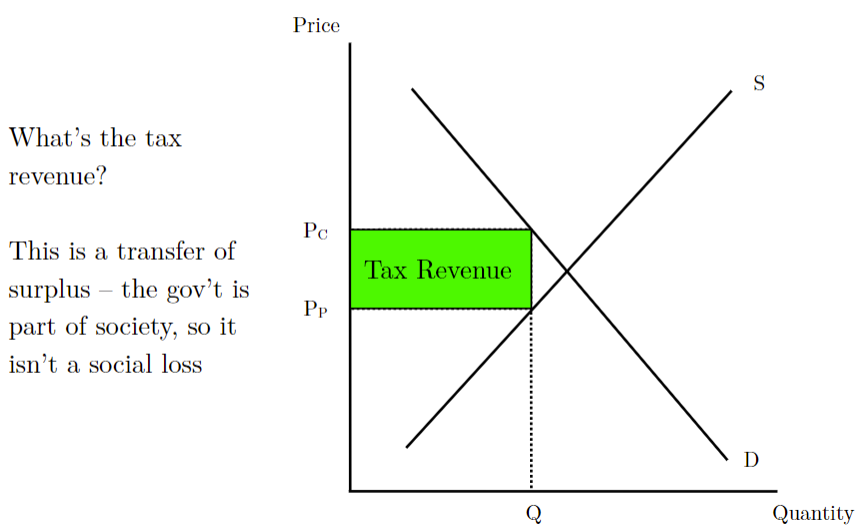 Price
S
What's the tax
revenue?
P_C
This is a transfer of
surplus – the gov't is
part of society, so it
isn't a social loss
Tax Revenue
P_P
D
Q
Quantity